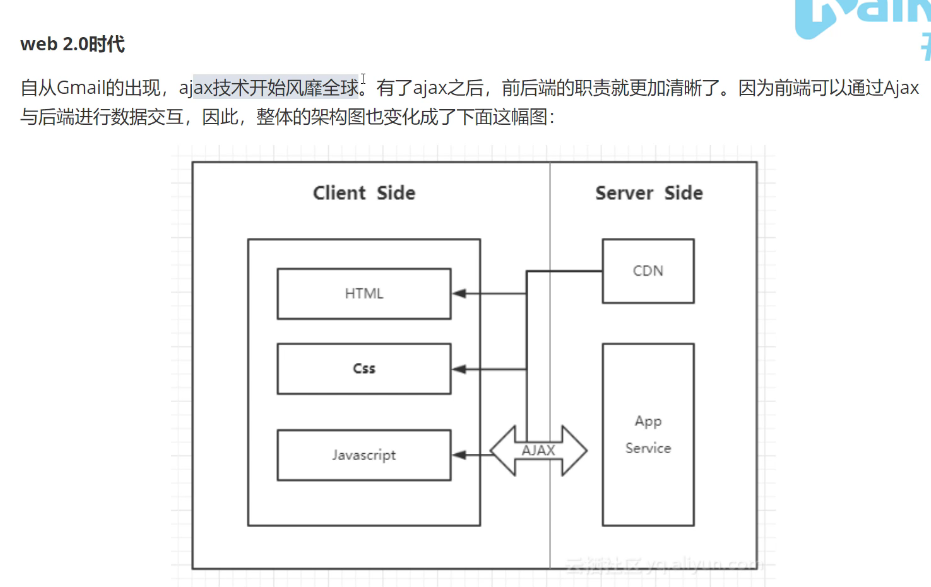 web 2.0时代
自从Gmail的出现，ajax技术开始风靡全球。有了ajax之后，前后端的职责就更加清晰了。因为前端可以通过Ajax
与后端进行数据交互，因此，整体的架构图也变化成了下面这幅图：
Client Side
Server Side
CDN
HTML
Css
App
Service
AJAX
Javascript
云栖社区 yq.aliyun.com